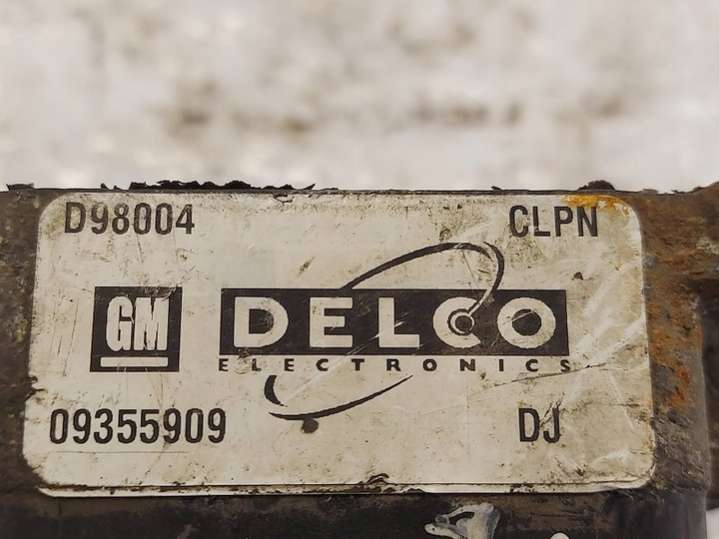 D98004 CLPN
GM DELCO
ELECTRONICS
09355909 DJ